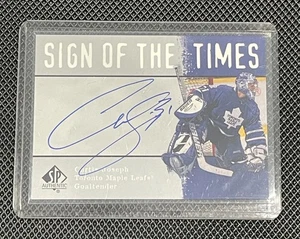 SIGN OF THE TIMES
Curtis Joseph
Toronto Maple Leafs
Goaltender
SP
AUTHENTIC